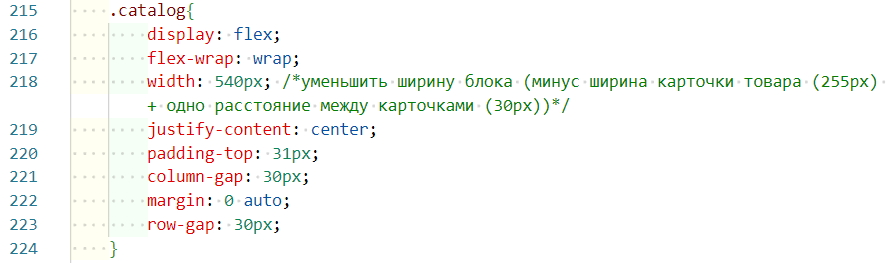 215 .catalog{
216 display: flex;
217 flex-wrap: wrap;
218 width: 540px; /*уменьшить ширину блока (минус ширина карточки товара (255px)
+ одно расстояние между карточками (30px))*/
219 justify-content: center;
220 padding-top: 31px;
221 column-gap: 30px;
222 margin: 0 auto;
223 row-gap: 30px;
224 }